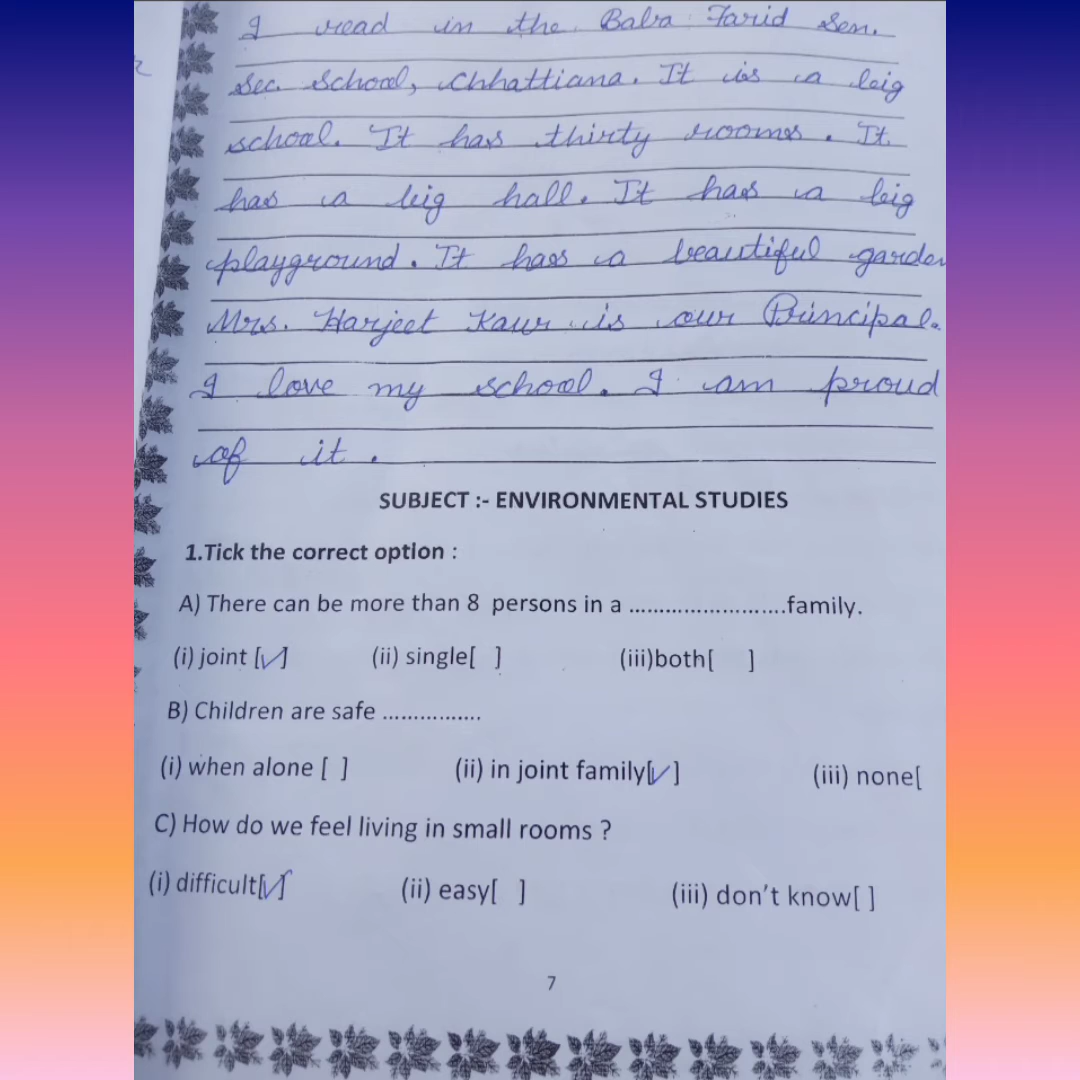 I read in the Baba Farid Sen.
Sec. School, Chhattiana. It is a big
school. It has thirty rooms. It
has a big hall. It has a big
playground. It has a beautiful garden
Mrs. Harjeet Kaur is our Principal.
I love my school. I am proud
of it.
SUBJECT :- ENVIRONMENTAL STUDIES
1.Tick the correct option :
A) There can be more than 8 persons in a ........................family.
(i) joint [✓] (ii) single[ ] (iii)both[ ]
B) Children are safe ................
(i) when alone [ ] (ii) in joint family[✓] (iii) none[
C) How do we feel living in small rooms ?
(i) difficult[✓] (ii) easy[ ] (iii) don't know[ ]
7